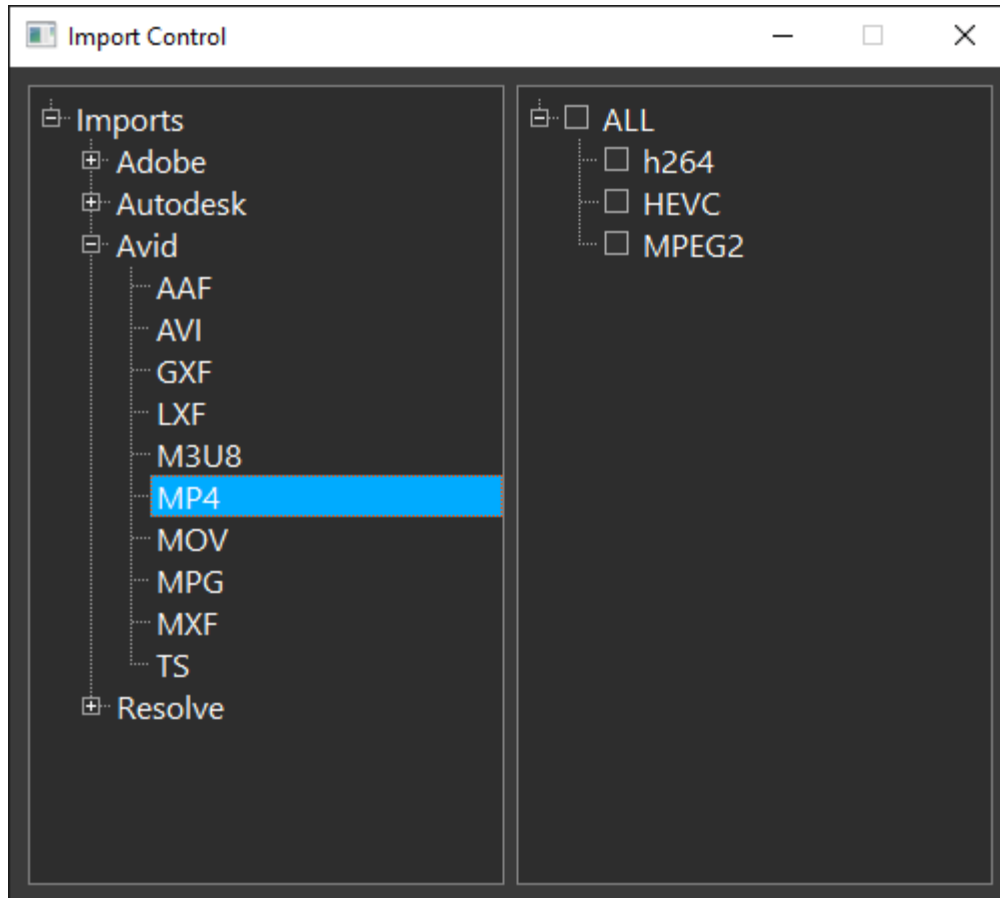 Import Control
Imports
Adobe
Autodesk
Avid
AAF
AVI
GXF
LXF
M3U8
MP4
MOV
MPG
MXF
TS
Resolve
ALL
h264
HEVC
MPEG2